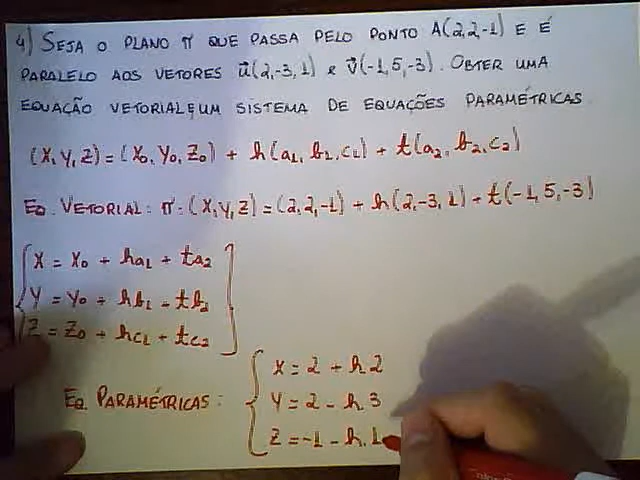 4) SEJA O PLANO π QUE PASSA PELO PONTO A(2,2,-1) E É
PARALELO AOS VETORES u⃗(2,-3,1) e v⃗(-1,5,-3). OBTER UMA
EQUAÇÃO VETORIAL E UM SISTEMA DE EQUAÇÕES PARAMÉTRICAS.
(X,Y,Z) = (X₀,Y₀,Z₀) + h(a₁,b₁,c₁) + t(a₂,b₂,c₂)
EQ. VETORIAL: π: (X,Y,Z) = (2,2,-1) + h(2,-3,1) + t(-1,5,-3)
X = X₀ + ha₁ + ta₂
Y = Y₀ + hb₁ + tb₂
Z = Z₀ + hc₁ + tc₂
EQ. PARAMÉTRICAS:
X = 2 + h2
Y = 2 - h3
Z = -1 - h.1